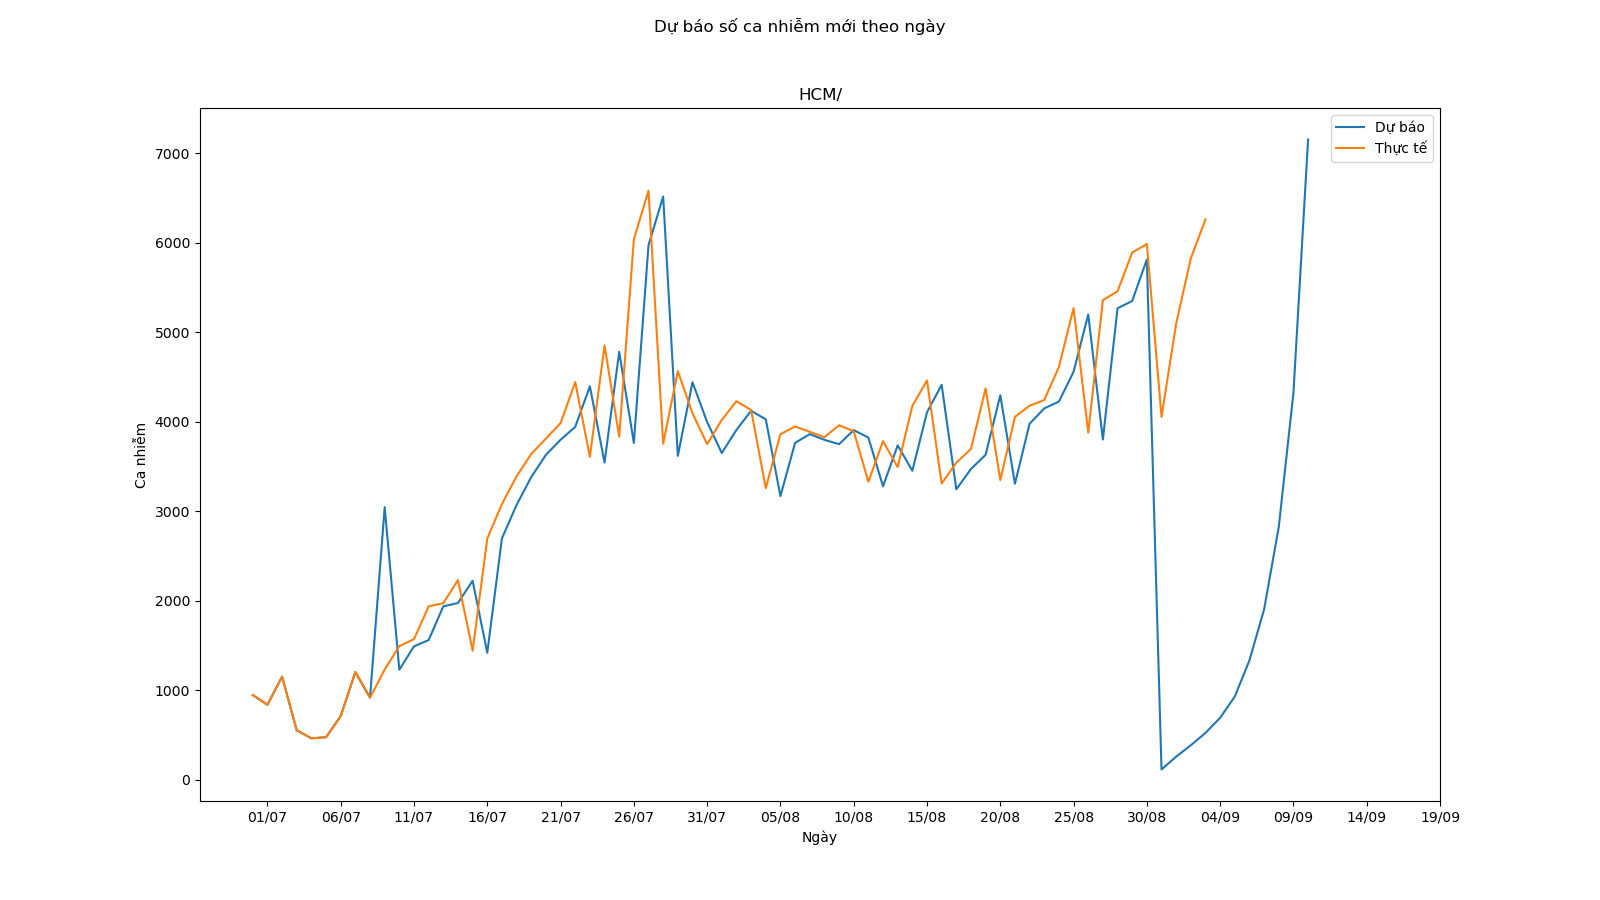 Dự báo số ca nhiễm mới theo ngày
HCM/
Dự báo
Thực tế
7000
6000
5000
4000
3000
2000
1000
0
Ca nhiễm
01/07 06/07 11/07 16/07 21/07 26/07 31/07 05/08 10/08 15/08 20/08 25/08 30/08 04/09 09/09 14/09 19/09
Ngày